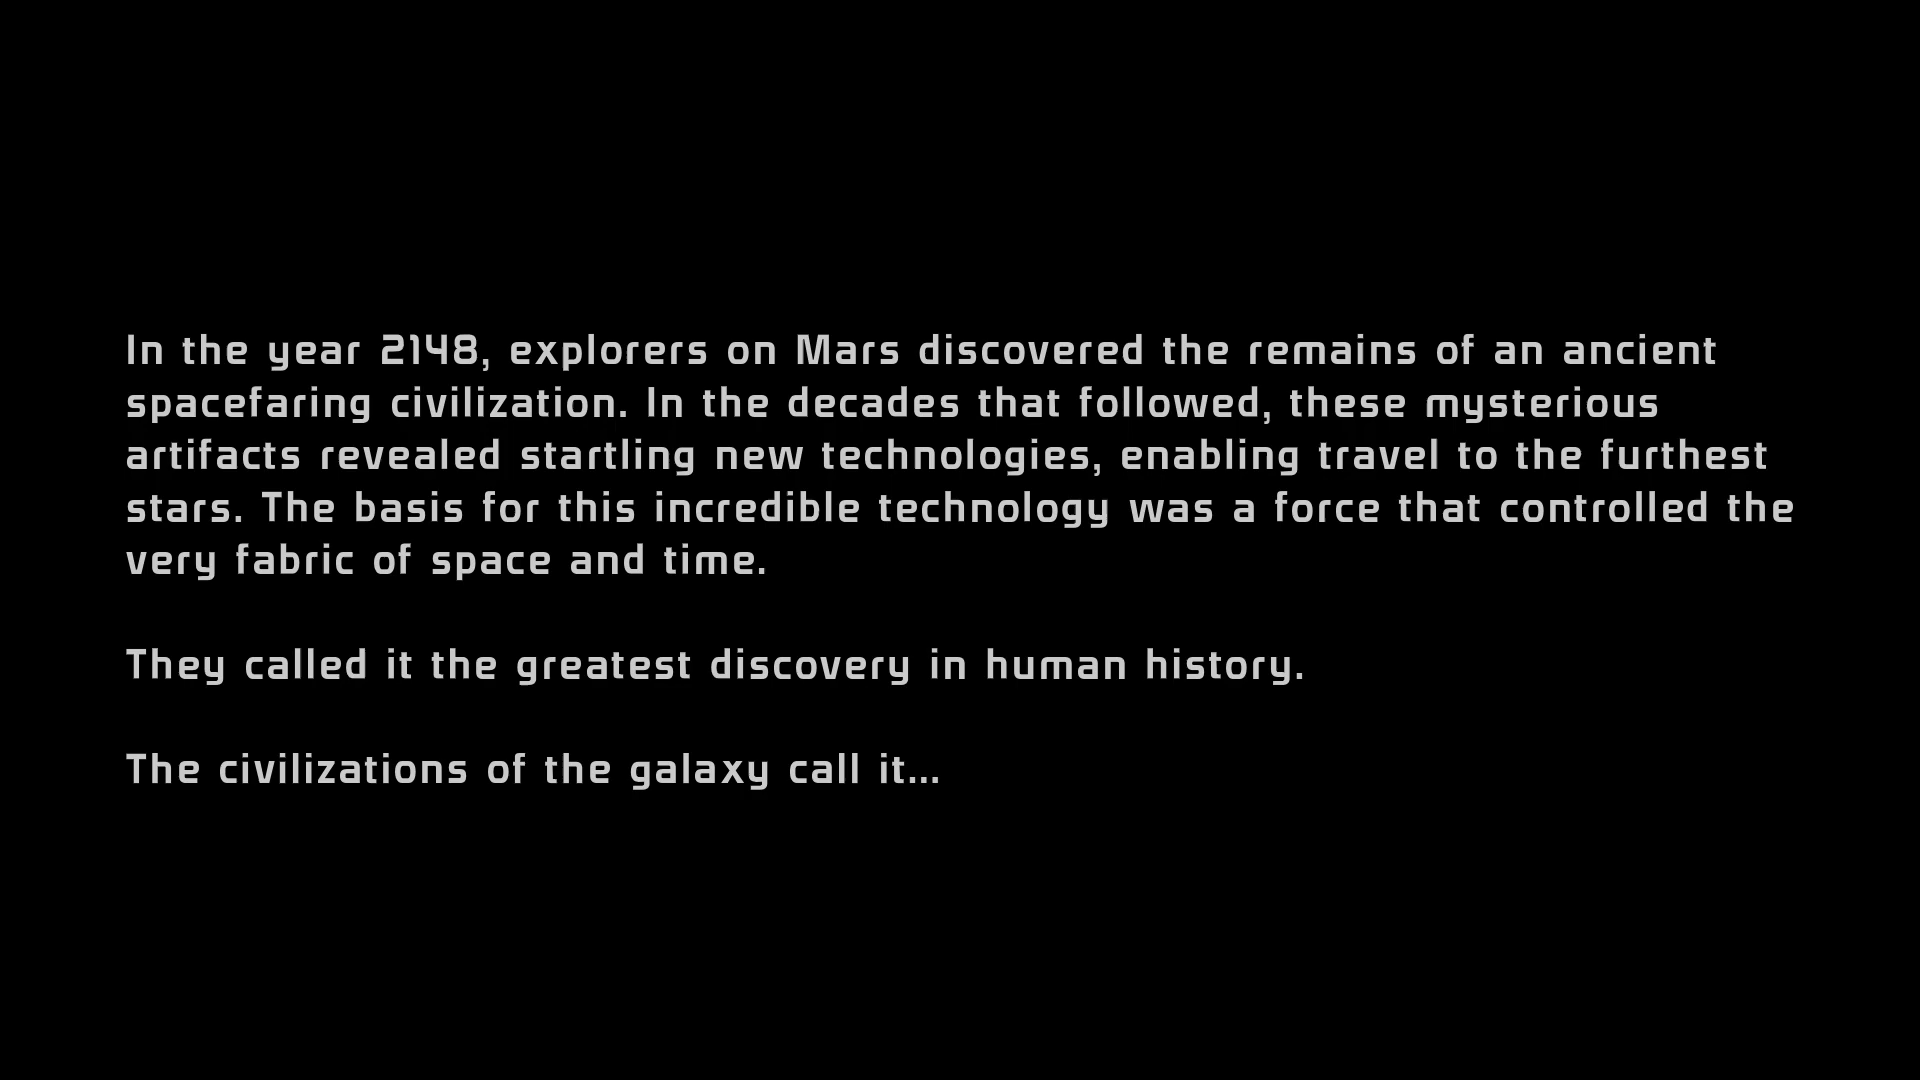 In the year 2148, explorers on Mars discovered the remains of an ancient
spacefaring civilization. In the decades that followed, these mysterious
artifacts revealed startling new technologies, enabling travel to the furthest
stars. The basis for this incredible technology was a force that controlled the
very fabric of space and time.
They called it the greatest discovery in human history.
The civilizations of the galaxy call it...